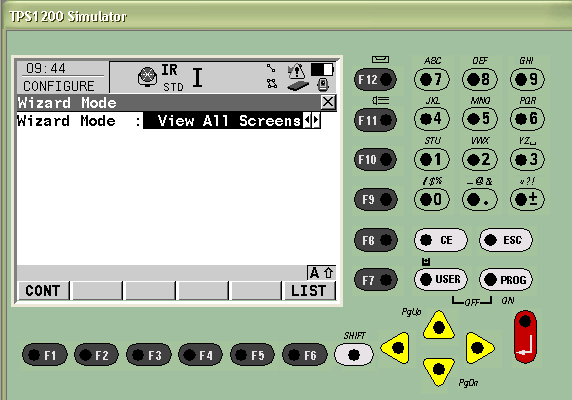 TPS1200 Simulator
09:44
CONFIGURE
IR
STD
I
Wizard Mode
Wizard Mode : View All Screens
A
CONT LIST
F12 ABC 7 DEF 8 GHI 9
F11 JKL 4 MNO 5 PQR 6
F10 STU 1 VWX 2 YZ 3
F9 /$% 0 _@& . *?! ±
F8 CE ESC
F7 USER PROG
OFF ON
PgUp
SHIFT
F1 F2 F3 F4 F5 F6
PgDn